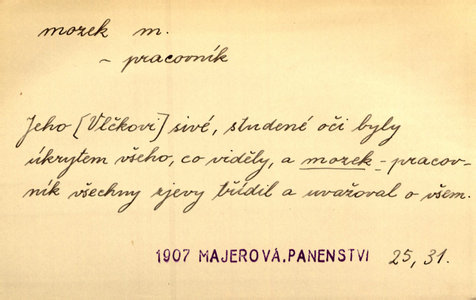 mozek m.
~ pracovník
Jeho [Vlčkovi] sivé, studené oči byly
úkrytem všeho, co viděly, a mozek-pracov-
ník všechny zjevy třídil a uvažoval o všem.
1907 MAJEROVÁ, PANENSTVI 25, 31.